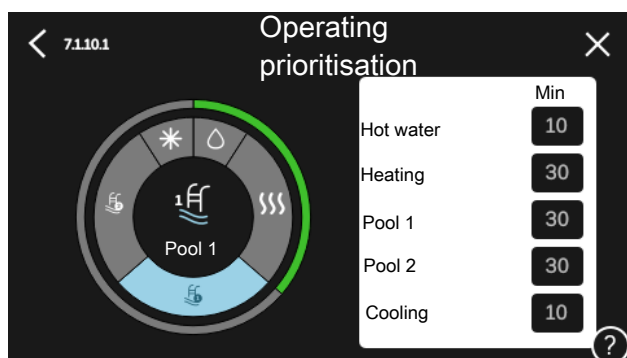 7.1.10.1
Operating
prioritisation
Min
Hot water 10
Heating 30
Pool 1 30
Pool 2 30
Cooling 10
1
Pool 1
?